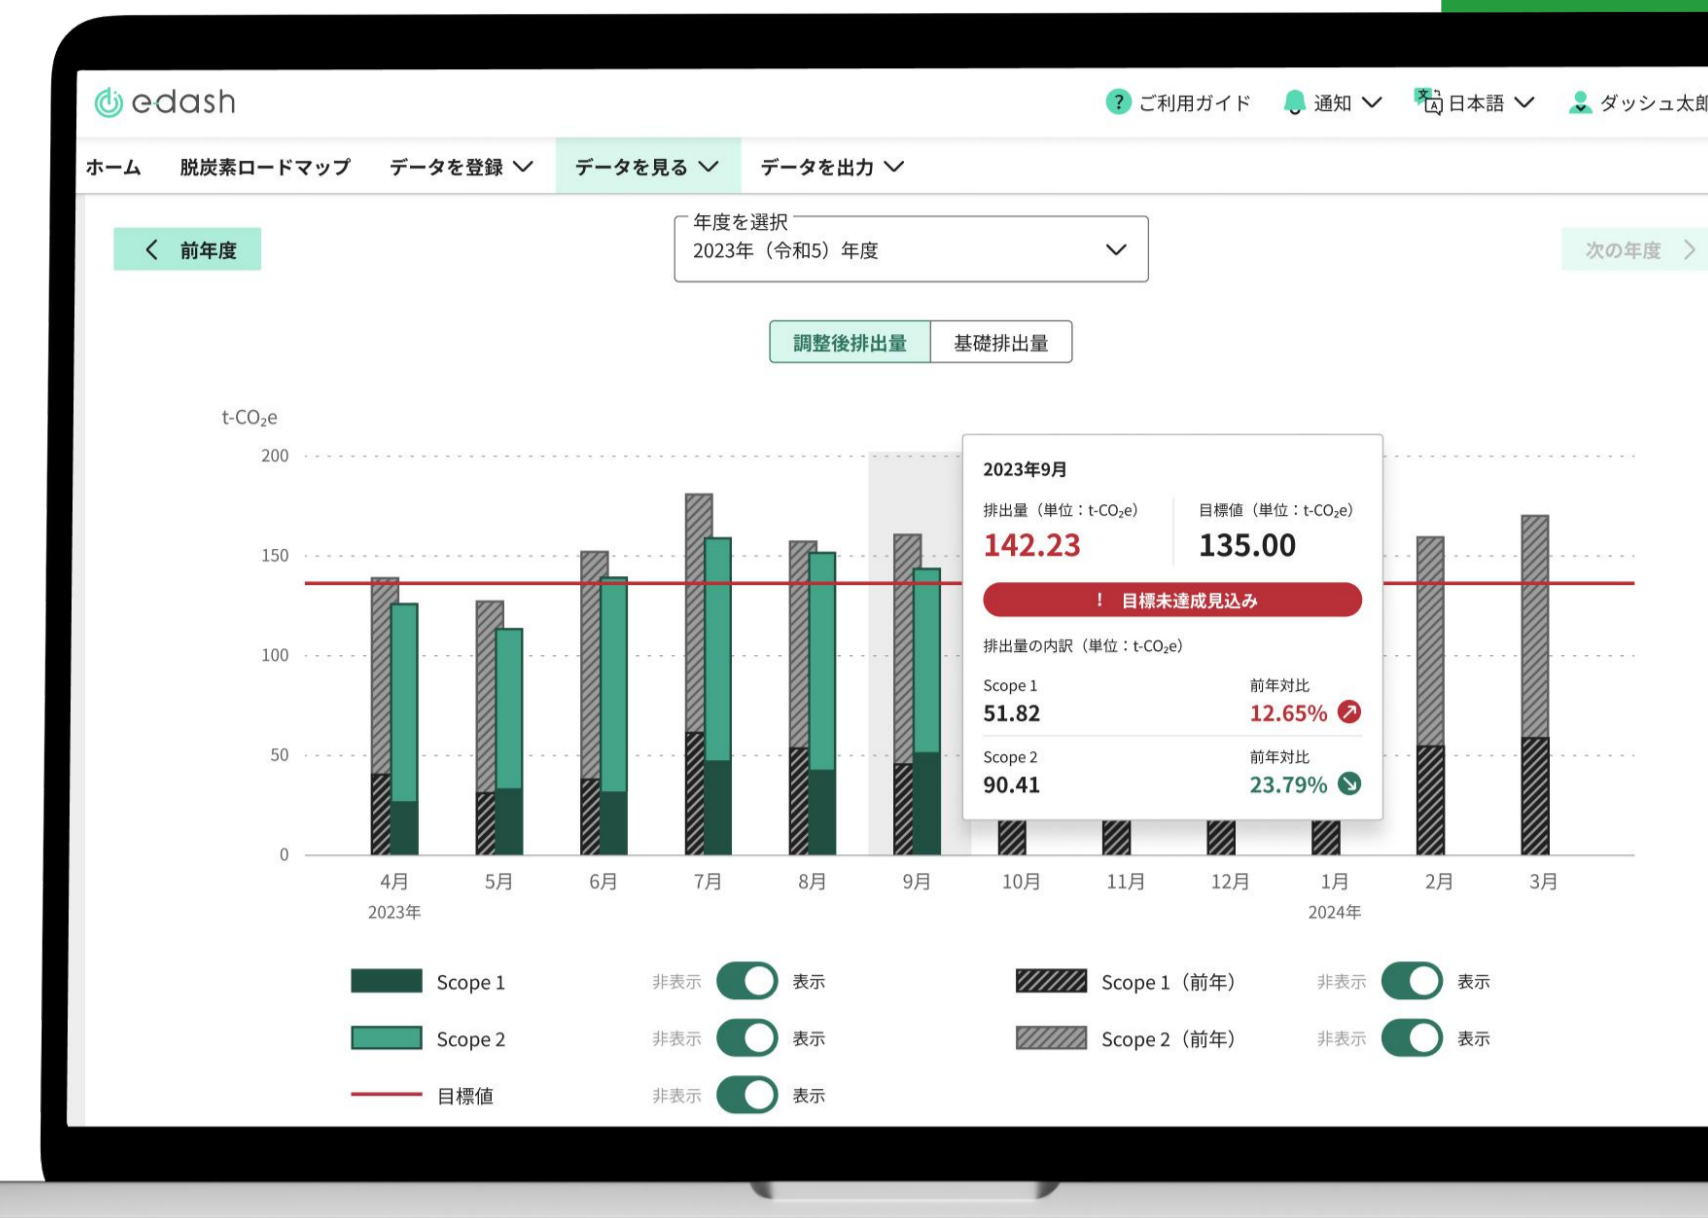 e-dash
ご利用ガイド 通知 日本語 ダッシュ太郎
ホーム 脱炭素ロードマップ データを登録 データを見る データを出力
年度を選択
前年度 2023年（令和5）年度 次の年度
調整後排出量 基礎排出量
t-CO₂e
200
150
100
50
0
2023年9月
排出量（単位：t-CO₂e） 目標値（単位：t-CO₂e）
142.23 135.00
! 目標未達成見込み
排出量の内訳（単位：t-CO₂e）
Scope 1 前年対比
51.82 12.65%
Scope 2 前年対比
90.41 23.79%
4月 5月 6月 7月 8月 9月 10月 11月 12月 1月 2月 3月
2023年 2024年
Scope 1 非表示 表示 Scope 1（前年） 非表示 表示
Scope 2 非表示 表示 Scope 2（前年） 非表示 表示
目標値 非表示 表示